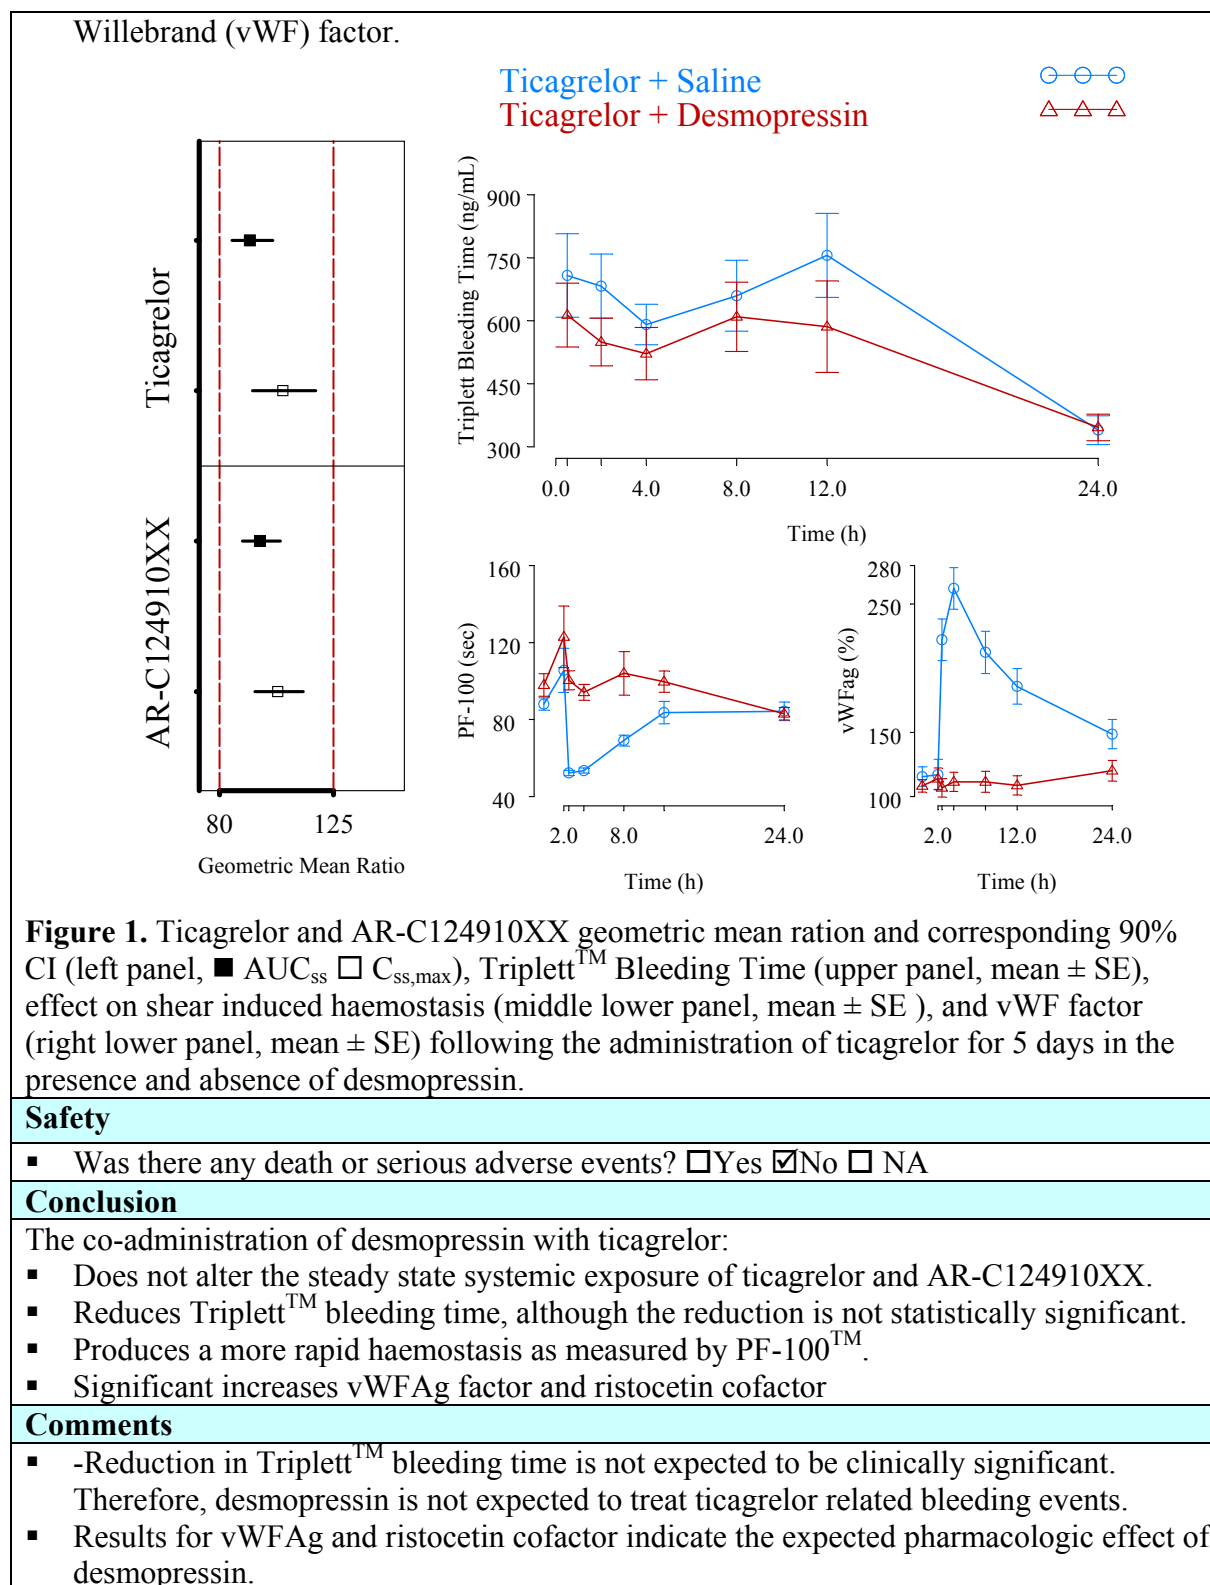 Willebrand (vWF) factor.
Ticagrelor + Saline
Ticagrelor + Desmopressin
Ticagrelor
AR-C124910XX
80
125
Geometric Mean Ratio
Triplett Bleeding Time (ng/mL)
900
750
600
450
300
0.0
4.0
8.0
12.0
24.0
Time (h)
PF-100 (sec)
160
120
80
40
2.0
8.0
24.0
Time (h)
vWFag (%)
280
250
150
100
2.0
12.0
24.0
Time (h)
Figure 1. Ticagrelor and AR-C124910XX geometric mean ration and corresponding 90%
CI (left panel, ■ AUCss □ Css,max), Triplett™ Bleeding Time (upper panel, mean ± SE),
effect on shear induced haemostasis (middle lower panel, mean ± SE ), and vWF factor
(right lower panel, mean ± SE) following the administration of ticagrelor for 5 days in the
presence and absence of desmopressin.
Safety
▪ Was there any death or serious adverse events? □Yes ☑No □ NA
Conclusion
The co-administration of desmopressin with ticagrelor:
▪ Does not alter the steady state systemic exposure of ticagrelor and AR-C124910XX.
▪ Reduces Triplett™ bleeding time, although the reduction is not statistically significant.
▪ Produces a more rapid haemostasis as measured by PF-100™.
▪ Significant increases vWFAg factor and ristocetin cofactor
Comments
▪ -Reduction in Triplett™ bleeding time is not expected to be clinically significant.
Therefore, desmopressin is not expected to treat ticagrelor related bleeding events.
▪ Results for vWFAg and ristocetin cofactor indicate the expected pharmacologic effect of
desmopressin.